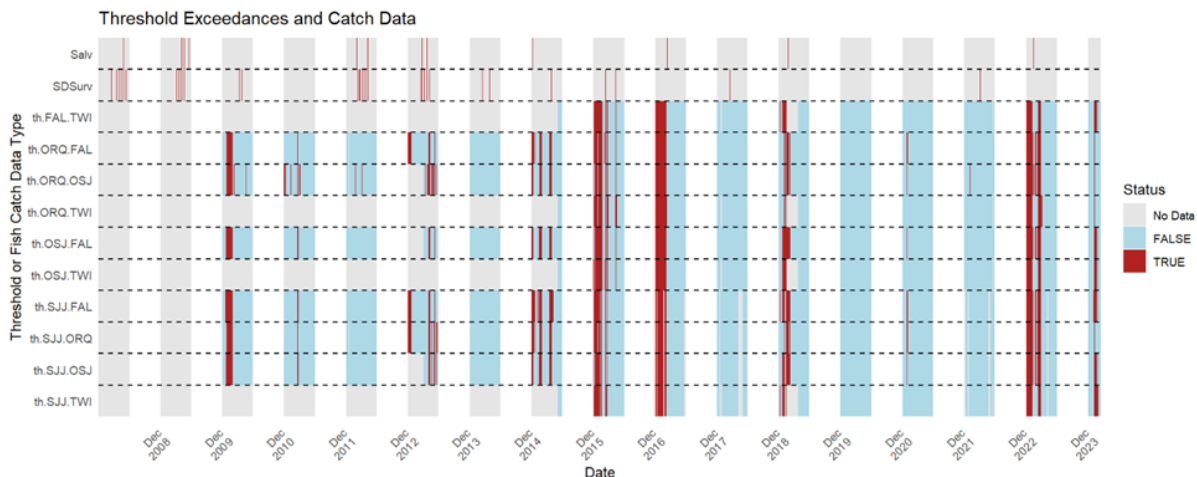 Threshold Exceedances and Catch Data
Threshold or Fish Catch Data Type
Salv
SDSurv
th.FAL.TWI
th.ORQ.FAL
th.ORQ.OSJ
th.ORQ.TWI
th.OSJ.FAL
th.OSJ.TWI
th.SJJ.FAL
th.SJJ.ORQ
th.SJJ.OSJ
th.SJJ.TWI
Status
No Data
FALSE
TRUE
Dec 2008
Dec 2009
Dec 2010
Dec 2011
Dec 2012
Dec 2013
Dec 2014
Dec 2015
Dec 2016
Dec 2017
Dec 2018
Dec 2019
Dec 2020
Dec 2021
Dec 2022
Dec 2023
Date